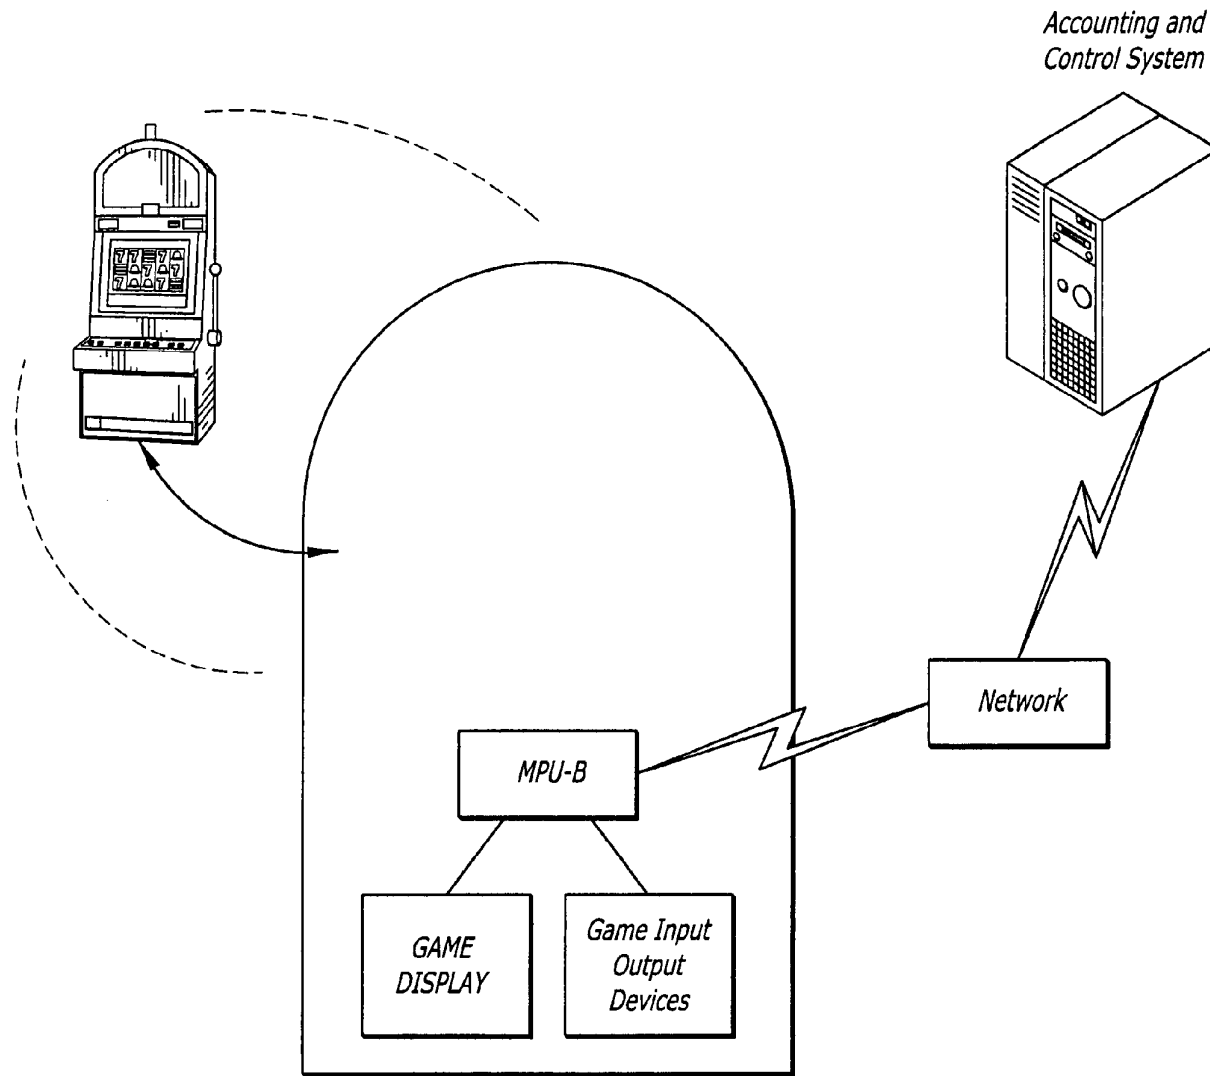 Accounting and
Control System
Network
MPU-B
GAME
DISPLAY
Game Input
Output
Devices